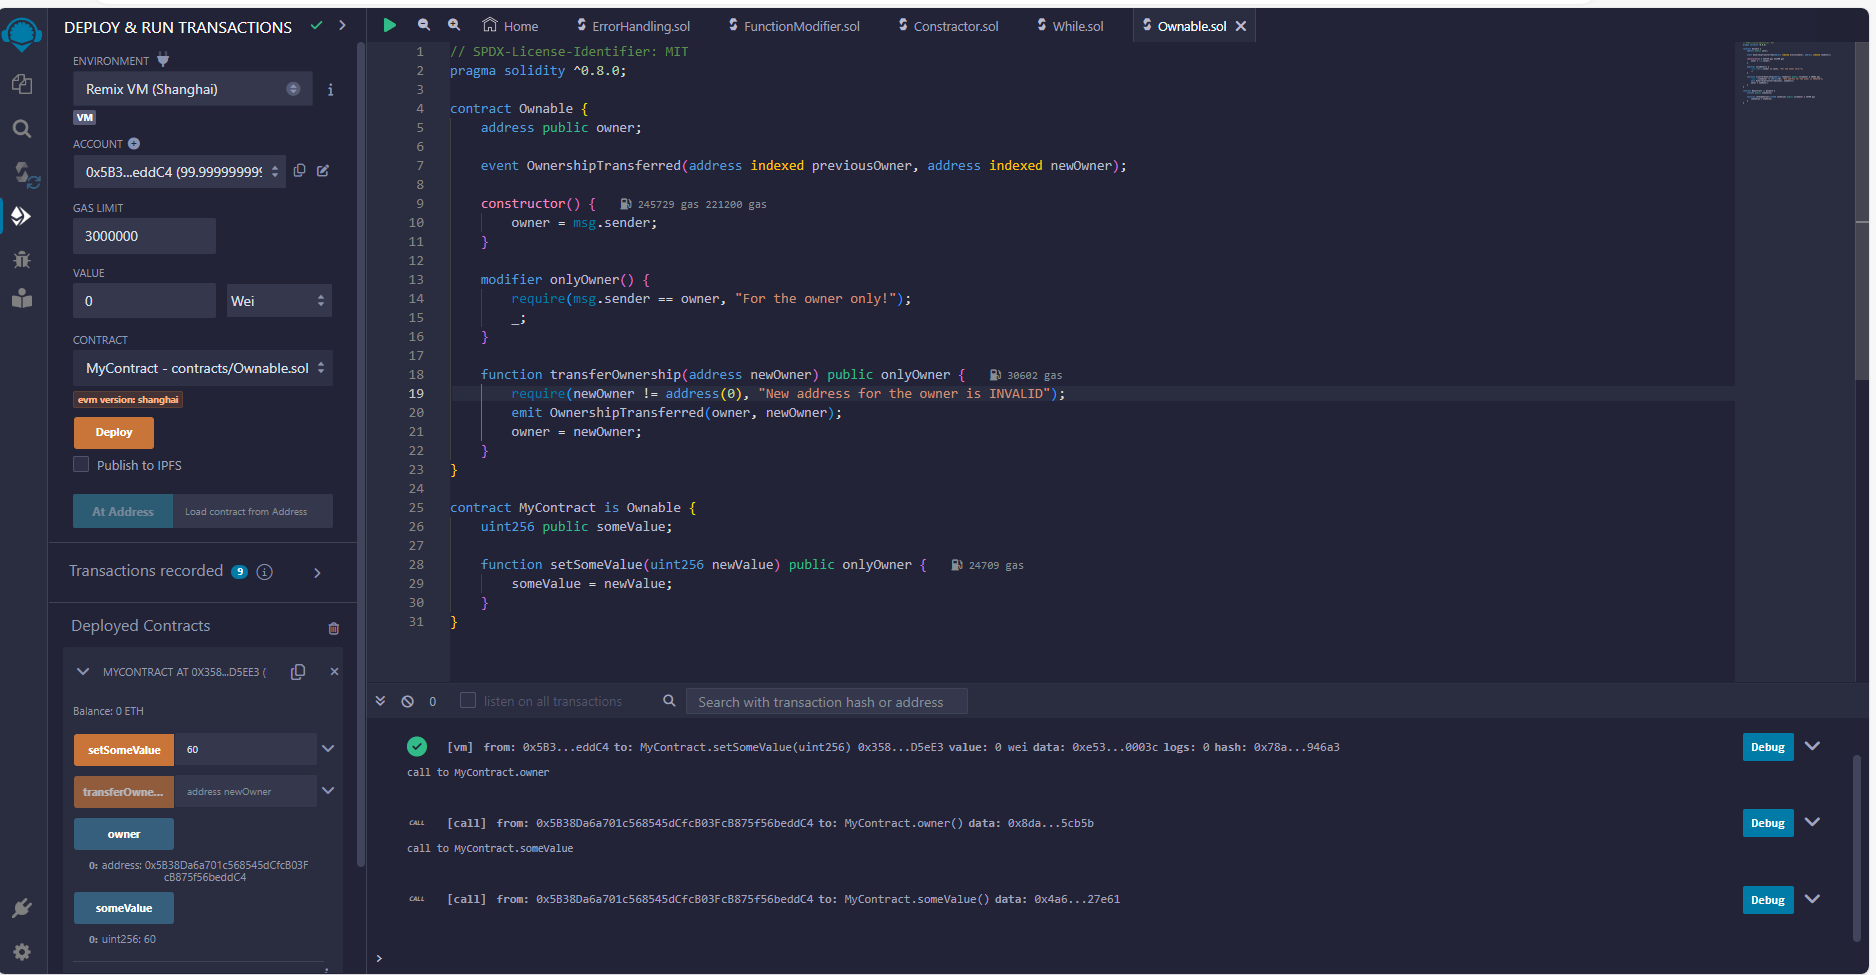 DEPLOY & RUN TRANSACTIONS
ENVIRONMENT
Remix VM (Shanghai)
VM
ACCOUNT
0x5B3...eddC4 (99.999999999
GAS LIMIT
3000000
VALUE
0
Wei
CONTRACT
MyContract - contracts/Ownable.sol
evm version: shanghai
Deploy
Publish to IPFS
At Address
Load contract from Address
Transactions recorded 9
Deployed Contracts
MYCONTRACT AT 0X358...D5EE3 (
Balance: 0 ETH
setSomeValue 60
transferOwne... address newOwner
owner
0: address: 0x5B38Da6a701c568545dCfcB03F
cB875f56beddC4
someValue
0: uint256: 60
Home ErrorHandling.sol FunctionModifier.sol Constractor.sol While.sol Ownable.sol
1 // SPDX-License-Identifier: MIT
2 pragma solidity ^0.8.0;
3
4 contract Ownable {
5 address public owner;
6
7 event OwnershipTransferred(address indexed previousOwner, address indexed newOwner);
8
9 constructor() { 245729 gas 221200 gas
10 owner = msg.sender;
11 }
12
13 modifier onlyOwner() {
14 require(msg.sender == owner, "For the owner only!");
15 _;
16 }
17
18 function transferOwnership(address newOwner) public onlyOwner { 30602 gas
19 require(newOwner != address(0), "New address for the owner is INVALID");
20 emit OwnershipTransferred(owner, newOwner);
21 owner = newOwner;
22 }
23 }
24
25 contract MyContract is Ownable {
26 uint256 public someValue;
27
28 function setSomeValue(uint256 newValue) public onlyOwner { 24709 gas
29 someValue = newValue;
30 }
31 }
0 listen on all transactions Search with transaction hash or address
[vm] from: 0x5B3...eddC4 to: MyContract.setSomeValue(uint256) 0x358...D5eE3 value: 0 wei data: 0xe53...0003c logs: 0 hash: 0x78a...946a3 Debug
call to MyContract.owner
CALL [call] from: 0x5B38Da6a701c568545dCfcB03FcB875f56beddC4 to: MyContract.owner() data: 0x8da...5cb5b Debug
call to MyContract.someValue
CALL [call] from: 0x5B38Da6a701c568545dCfcB03FcB875f56beddC4 to: MyContract.someValue() data: 0x4a6...27e61 Debug
>